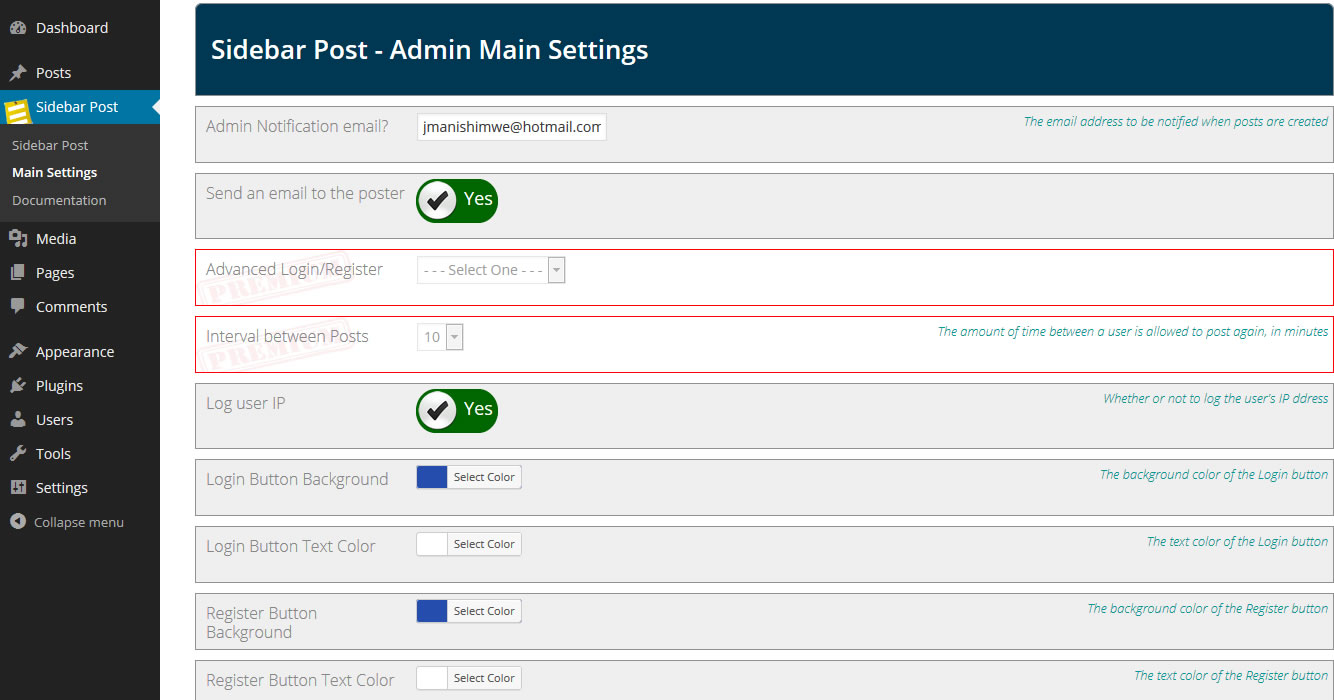 Dashboard
Posts
Sidebar Post
Sidebar Post
Main Settings
Documentation
Media
Pages
Comments
Appearance
Plugins
Users
Tools
Settings
Collapse menu
Sidebar Post - Admin Main Settings
Admin Notification email? jmanishimwe@hotmail.com The email address to be notified when posts are created
Send an email to the poster Yes
Advanced Login/Register - - - Select One - - -
PREMIUM
Interval between Posts 10 The amount of time between a user is allowed to post again, in minutes
PREMIUM
Log user IP Yes Whether or not to log the user's IP ddress
Login Button Background Select Color The background color of the Login button
Login Button Text Color Select Color The text color of the Login button
Register Button Background Select Color The background color of the Register button
Register Button Text Color Select Color The text color of the Register button